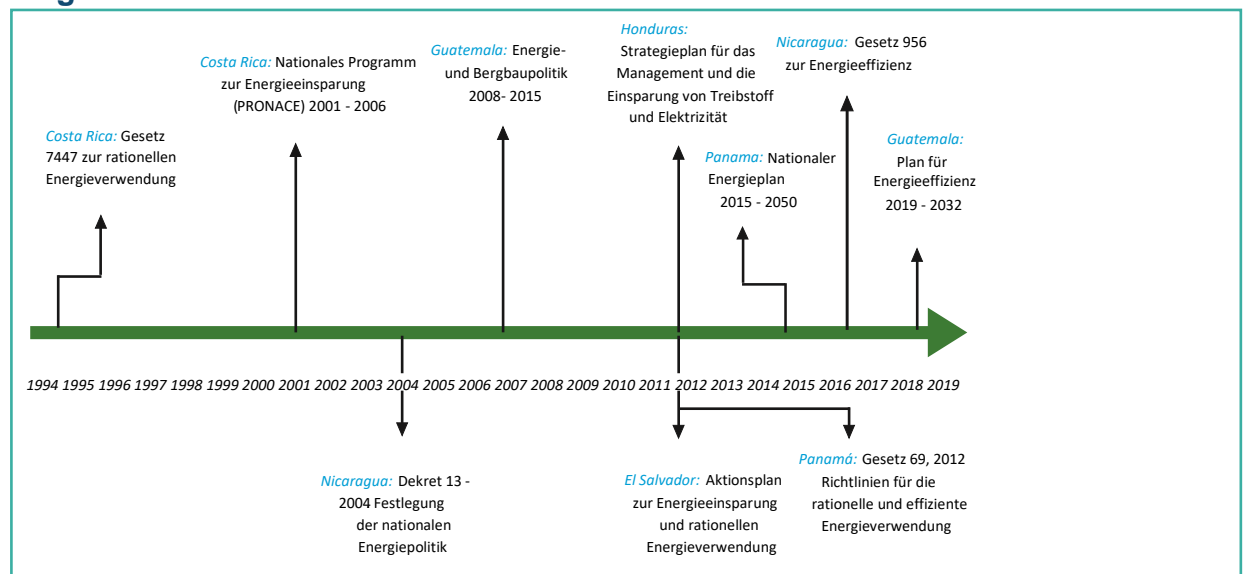 Costa Rica: Gesetz
7447 zur rationellen
Energieverwendung
Costa Rica: Nationales Programm
zur Energieeinsparung
(PRONACE) 2001 - 2006
Guatemala: Energie-
und Bergbaupolitik
2008- 2015
Honduras:
Strategieplan für das
Management und die
Einsparung von Treibstoff
und Elektrizität
Panama: Nationaler
Energieplan
2015 - 2050
Nicaragua: Gesetz 956
zur Energieeffizienz
Guatemala:
Plan für
Energieeffizienz
2019 - 2032
1994 1995 1996 1997 1998 1999 2000 2001 2002 2003 2004 2005 2006 2007 2008 2009 2010 2011 2012 2013 2014 2015 2016 2017 2018 2019
Nicaragua: Dekret 13 -
2004 Festlegung
der nationalen
Energiepolitik
El Salvador: Aktionsplan
zur Energieeinsparung
und rationellen
Energieverwendung
Panamá: Gesetz 69, 2012
Richtlinien für die
rationelle und effiziente
Energieverwendung